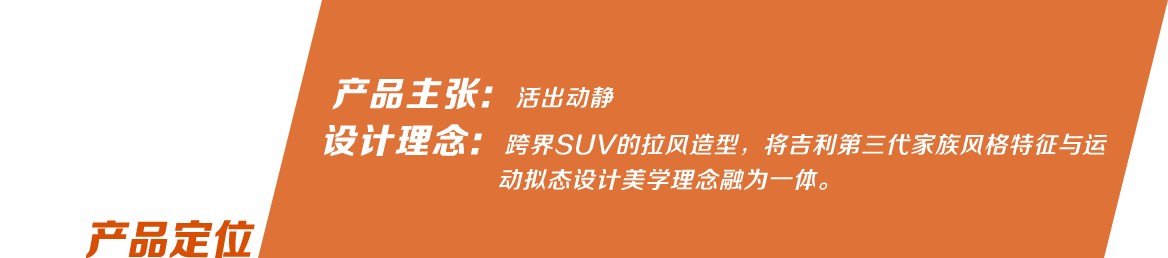 产品主张：活出动静
设计理念：跨界SUV的拉风造型，将吉利第三代家族风格特征与运
动拟态设计美学理念融为一体。
产品定位